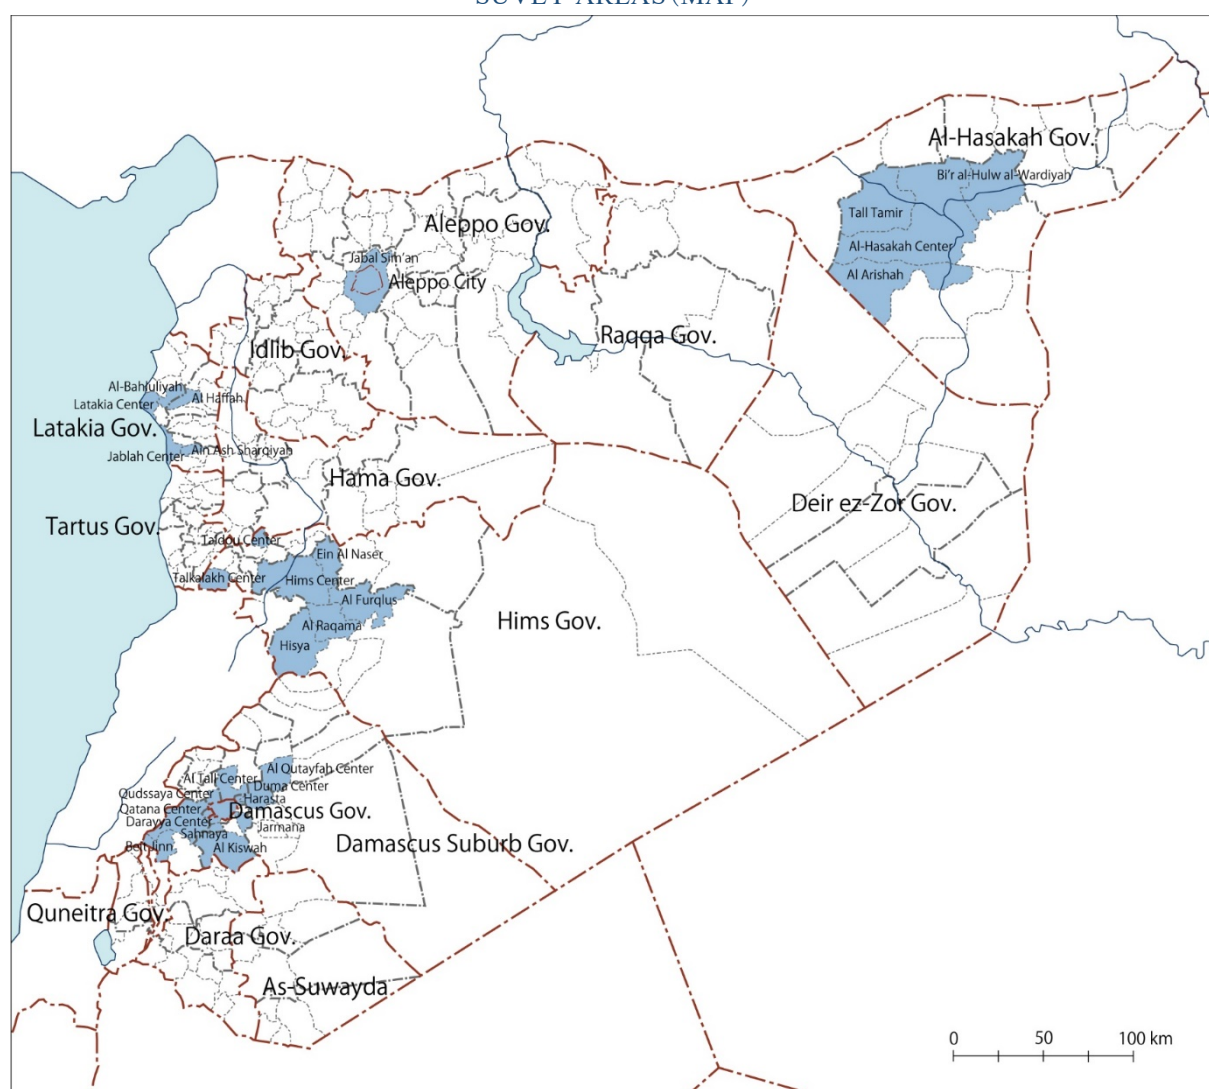 SUVEY AREAS (MAP)
Al-Hasakah Gov.
Bi'r al-Hulw al-Wardiyah
Tall Tamir
Al-Hasakah Center
Al Arishah
Aleppo Gov.
Jabal Sim'an
Aleppo City
Raqqa Gov.
Idlib Gov.
Al-Bahluliyah
Al Haffah
Latakia Center
Latakia Gov.
Ain Ash Sharqiyah
Jablah Center
Hama Gov.
Deir ez-Zor Gov.
Tartus Gov.
Taldou Center
Ein Al Naser
Talkalakh Center
Hims Center
Al Furqlus
Al Raqama
Hims Gov.
Hisya
Al Qutayfah Center
Al Tall Center
Duma Center
Qudssaya Center
Harasta
Qatana Center
Damascus Gov.
Darayya Center
Jarmana
Sahnaya
Beit Jinn
Al Kiswah
Damascus Suburb Gov.
Quneitra Gov.
Daraa Gov.
As-Suwayda
0 50 100 km